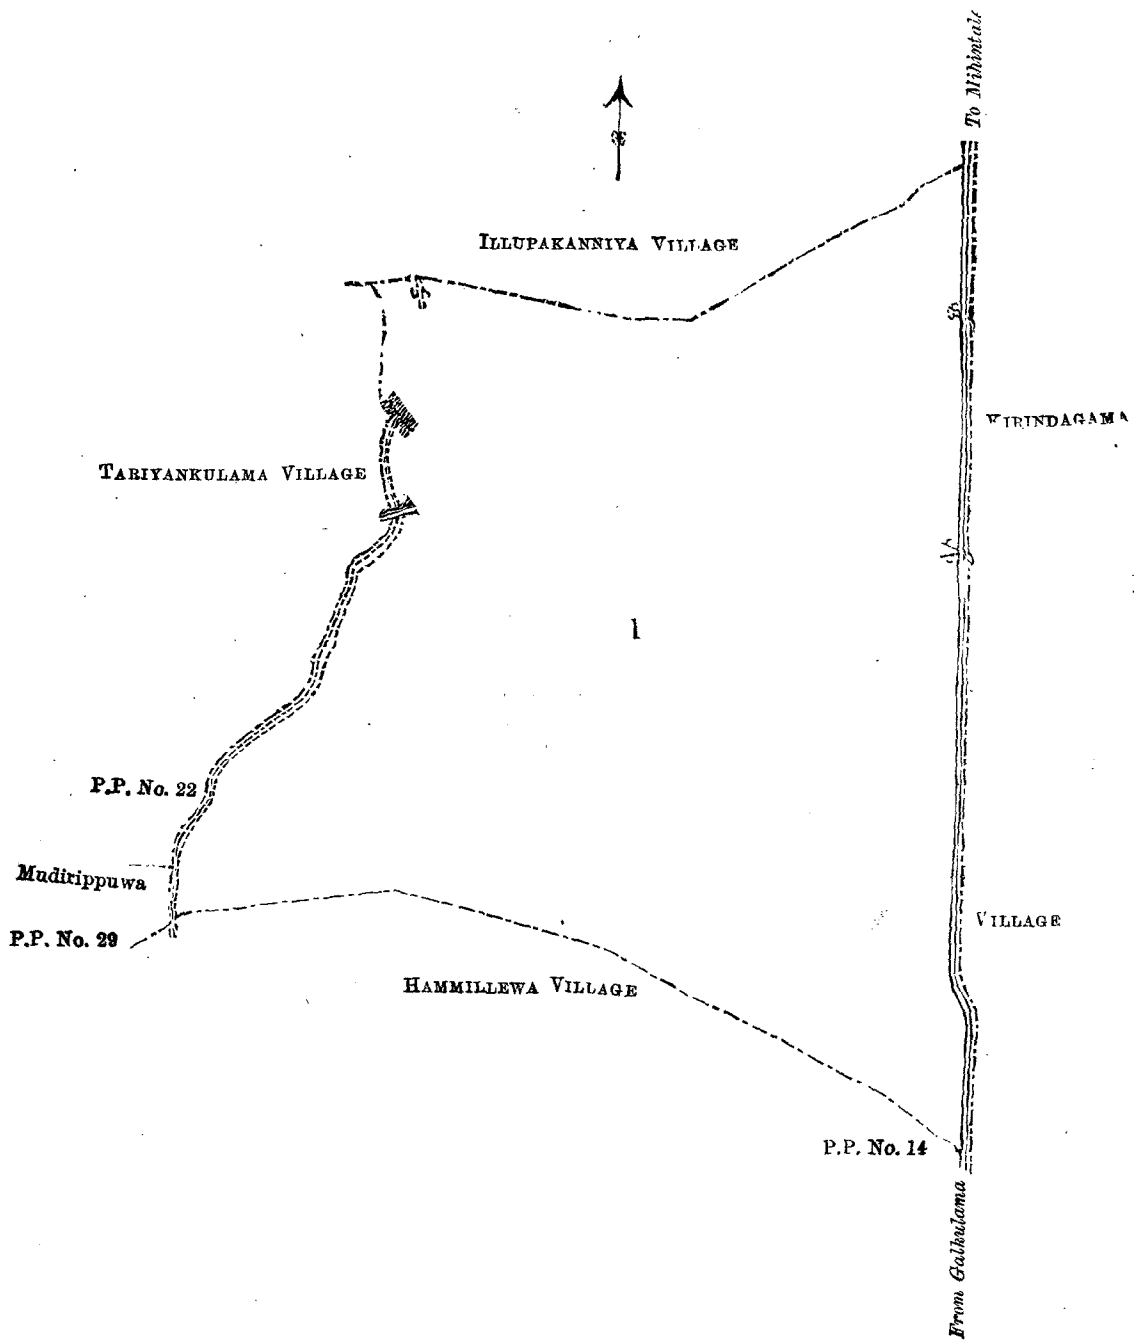 To Mihintale
ILLUPAKANNIYA VILLAGE
WIRINDAGAMA
TARIYANKULAMA VILLAGE
1
P.P. No. 22
Mudirippuwa
VILLAGE
P.P. No. 29
HAMMILLEWA VILLAGE
P.P. No. 14
From Galkulama